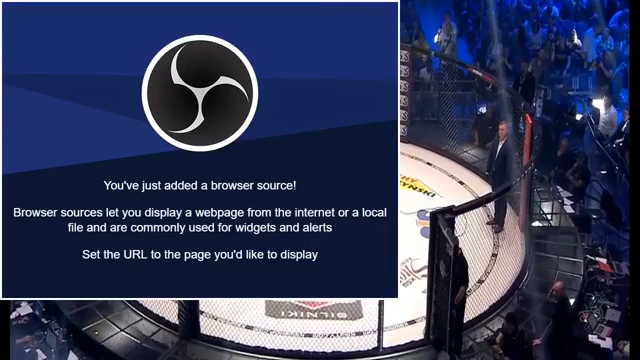 You've just added a browser source!
Browser sources let you display a webpage from the internet or a local
file and are commonly used for widgets and alerts
Set the URL to the page you'd like to display
SILNIKI